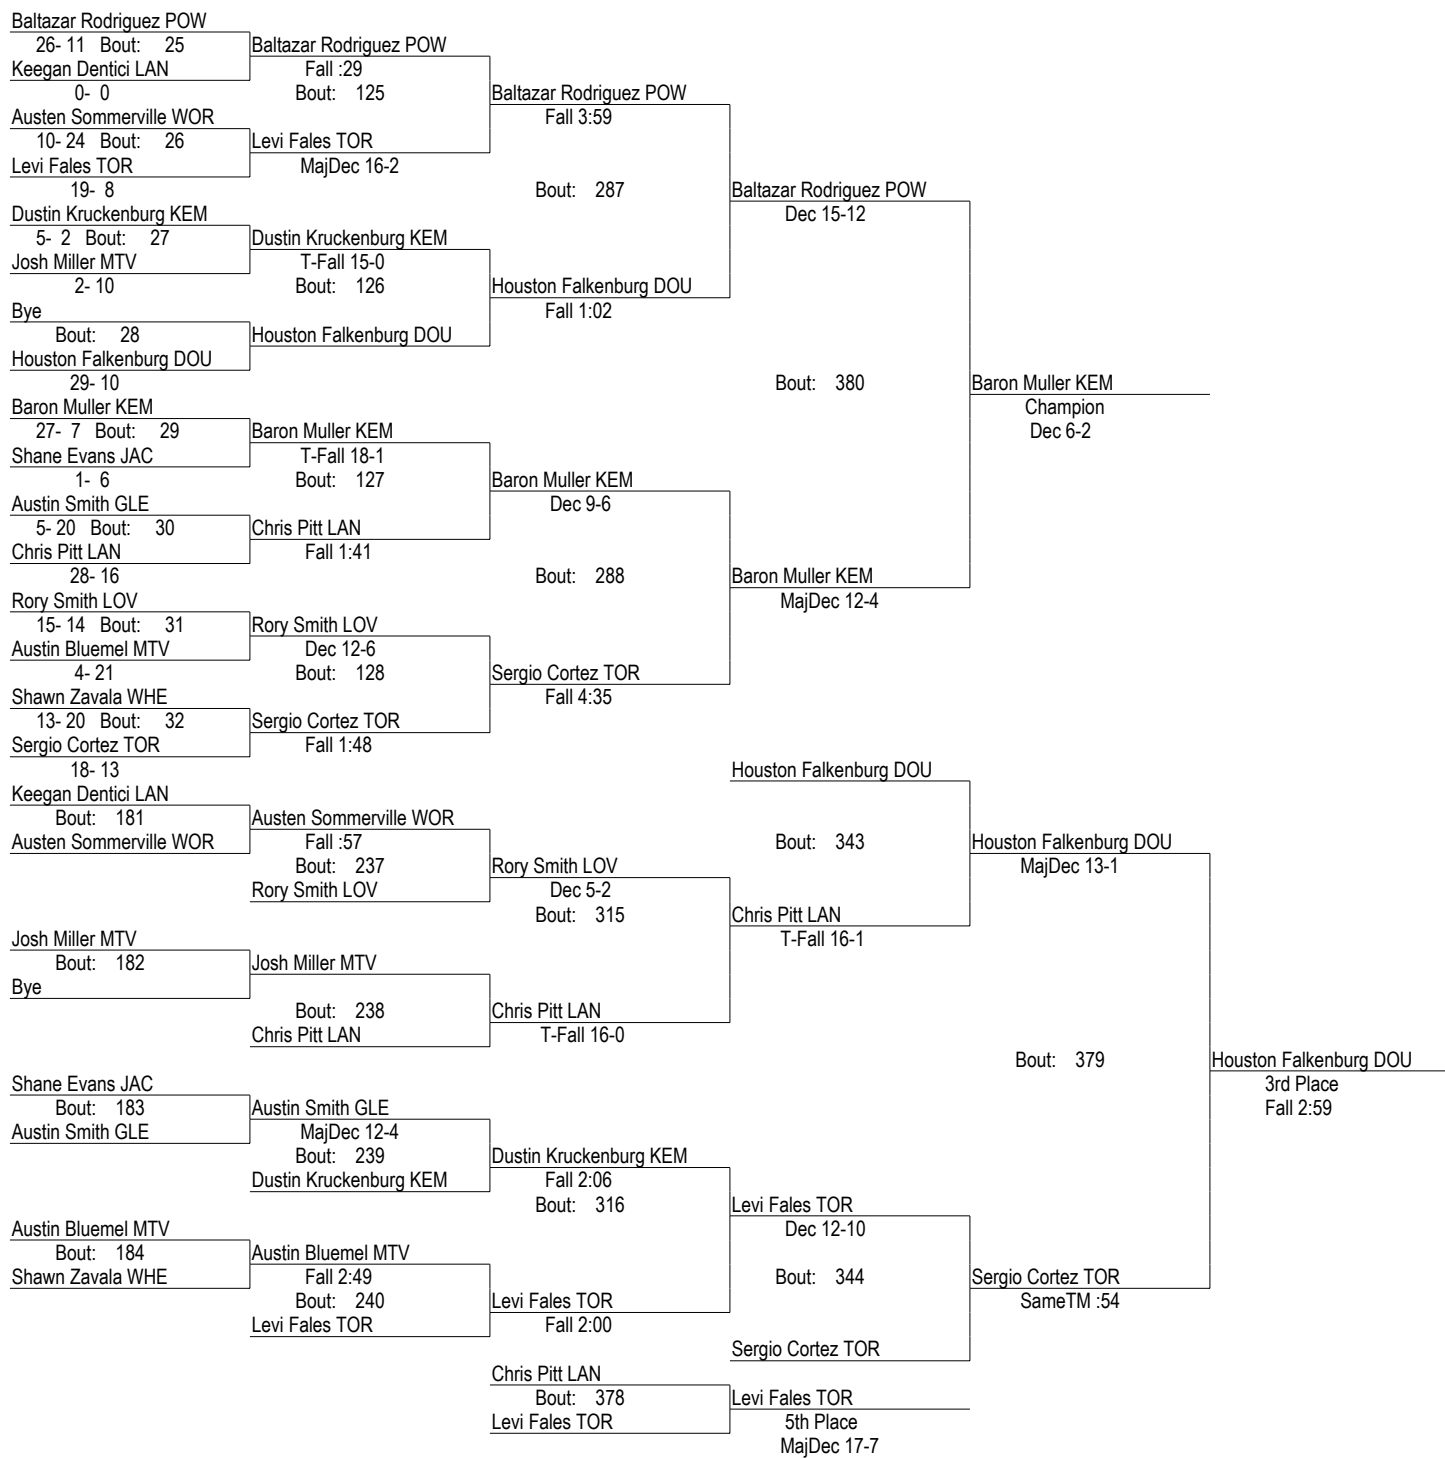 Baltazar Rodriguez POW
26- 11 Bout: 25 Baltazar Rodriguez POW
Keegan Dentici LAN Fall :29
0- 0 Bout: 125 Baltazar Rodriguez POW
Austen Sommerville WOR Fall 3:59
10- 24 Bout: 26 Levi Fales TOR
Levi Fales TOR MajDec 16-2
19- 8 Bout: 287 Baltazar Rodriguez POW
Dustin Kruckenburg KEM Dec 15-12
5- 2 Bout: 27 Dustin Kruckenburg KEM
Josh Miller MTV T-Fall 15-0
2- 10 Bout: 126 Houston Falkenburg DOU
Bye Fall 1:02
Bout: 28 Houston Falkenburg DOU
Houston Falkenburg DOU
29- 10 Bout: 380 Baron Muller KEM
Baron Muller KEM Champion
27- 7 Bout: 29 Baron Muller KEM Dec 6-2
Shane Evans JAC T-Fall 18-1
1- 6 Bout: 127 Baron Muller KEM
Austin Smith GLE Dec 9-6
5- 20 Bout: 30 Chris Pitt LAN
Chris Pitt LAN Fall 1:41
28- 16 Bout: 288 Baron Muller KEM
Rory Smith LOV MajDec 12-4
15- 14 Bout: 31 Rory Smith LOV
Austin Bluemel MTV Dec 12-6
4- 21 Bout: 128 Sergio Cortez TOR
Shawn Zavala WHE Fall 4:35
13- 20 Bout: 32 Sergio Cortez TOR
Sergio Cortez TOR Fall 1:48
18- 13 Houston Falkenburg DOU
Keegan Dentici LAN
Bout: 181 Austen Sommerville WOR
Austen Sommerville WOR Fall :57 Bout: 343 Houston Falkenburg DOU
Bout: 237 Rory Smith LOV MajDec 13-1
Rory Smith LOV Dec 5-2
Bout: 315 Chris Pitt LAN
Josh Miller MTV T-Fall 16-1
Bout: 182 Josh Miller MTV
Bye
Bout: 238 Chris Pitt LAN
Chris Pitt LAN T-Fall 16-0
Bout: 379 Houston Falkenburg DOU
Shane Evans JAC 3rd Place
Bout: 183 Austin Smith GLE Fall 2:59
Austin Smith GLE MajDec 12-4
Bout: 239 Dustin Kruckenburg KEM
Dustin Kruckenburg KEM Fall 2:06
Bout: 316 Levi Fales TOR
Austin Bluemel MTV Dec 12-10
Bout: 184 Austin Bluemel MTV
Shawn Zavala WHE Fall 2:49 Bout: 344 Sergio Cortez TOR
Bout: 240 Levi Fales TOR SameTM :54
Levi Fales TOR Fall 2:00
Sergio Cortez TOR
Chris Pitt LAN
Bout: 378 Levi Fales TOR
Levi Fales TOR 5th Place
MajDec 17-7